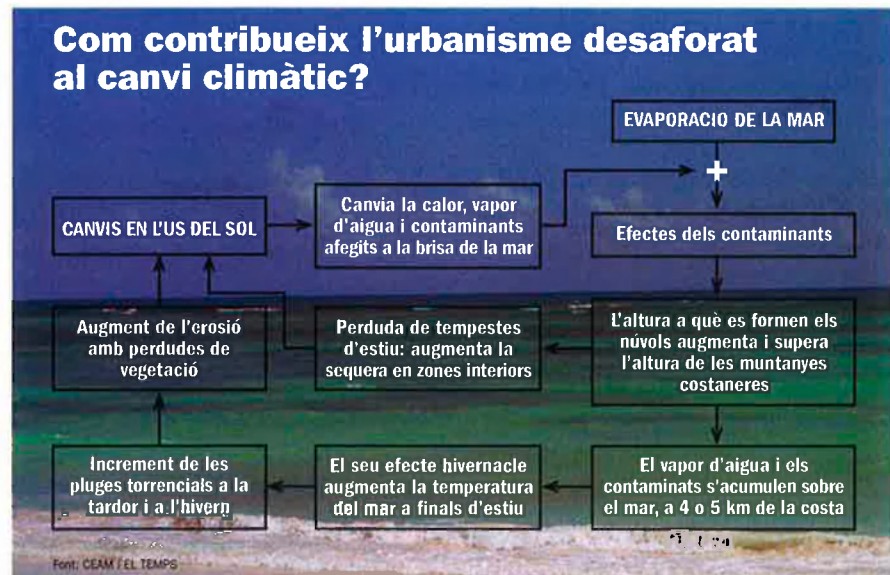 Com contribueix l'urbanisme desaforat
al canvi climàtic?
EVAPORACIO DE LA MAR
+
CANVIS EN L'US DEL SOL
Canvia la calor, vapor
d'aigua i contaminants
afegits a la brisa de la mar
Efectes dels contaminants
Augment de l'erosió
amb perdudes de
vegetació
Perduda de tempestes
d'estiu: augmenta la
sequera en zones interiors
L'altura a què es formen els
núvols augmenta i supera
l'altura de les muntanyes
costaneres
Increment de les
pluges torrencials a la
tardor i a l'hivern
El seu efecte hivernacle
augmenta la temperatura
del mar a finals d'estiu
El vapor d'aigua i els
contaminats s'acumulen sobre
el mar, a 4 o 5 km de la costa
Font: CEAM / EL TEMPS